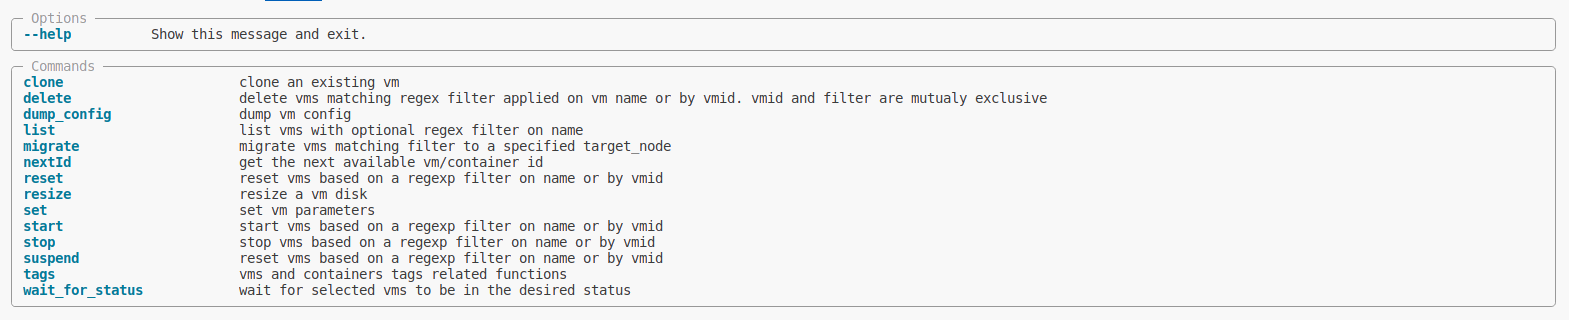 Options
--help Show this message and exit.
Commands
clone clone an existing vm
delete delete vms matching regex filter applied on vm name or by vmid. vmid and filter are mutualy exclusive
dump_config dump vm config
list list vms with optional regex filter on name
migrate migrate vms matching filter to a specified target_node
nextId get the next available vm/container id
reset reset vms based on a regexp filter on name or by vmid
resize resize a vm disk
set set vm parameters
start start vms based on a regexp filter on name or by vmid
stop stop vms based on a regexp filter on name or by vmid
suspend reset vms based on a regexp filter on name or by vmid
tags vms and containers tags related functions
wait_for_status wait for selected vms to be in the desired status